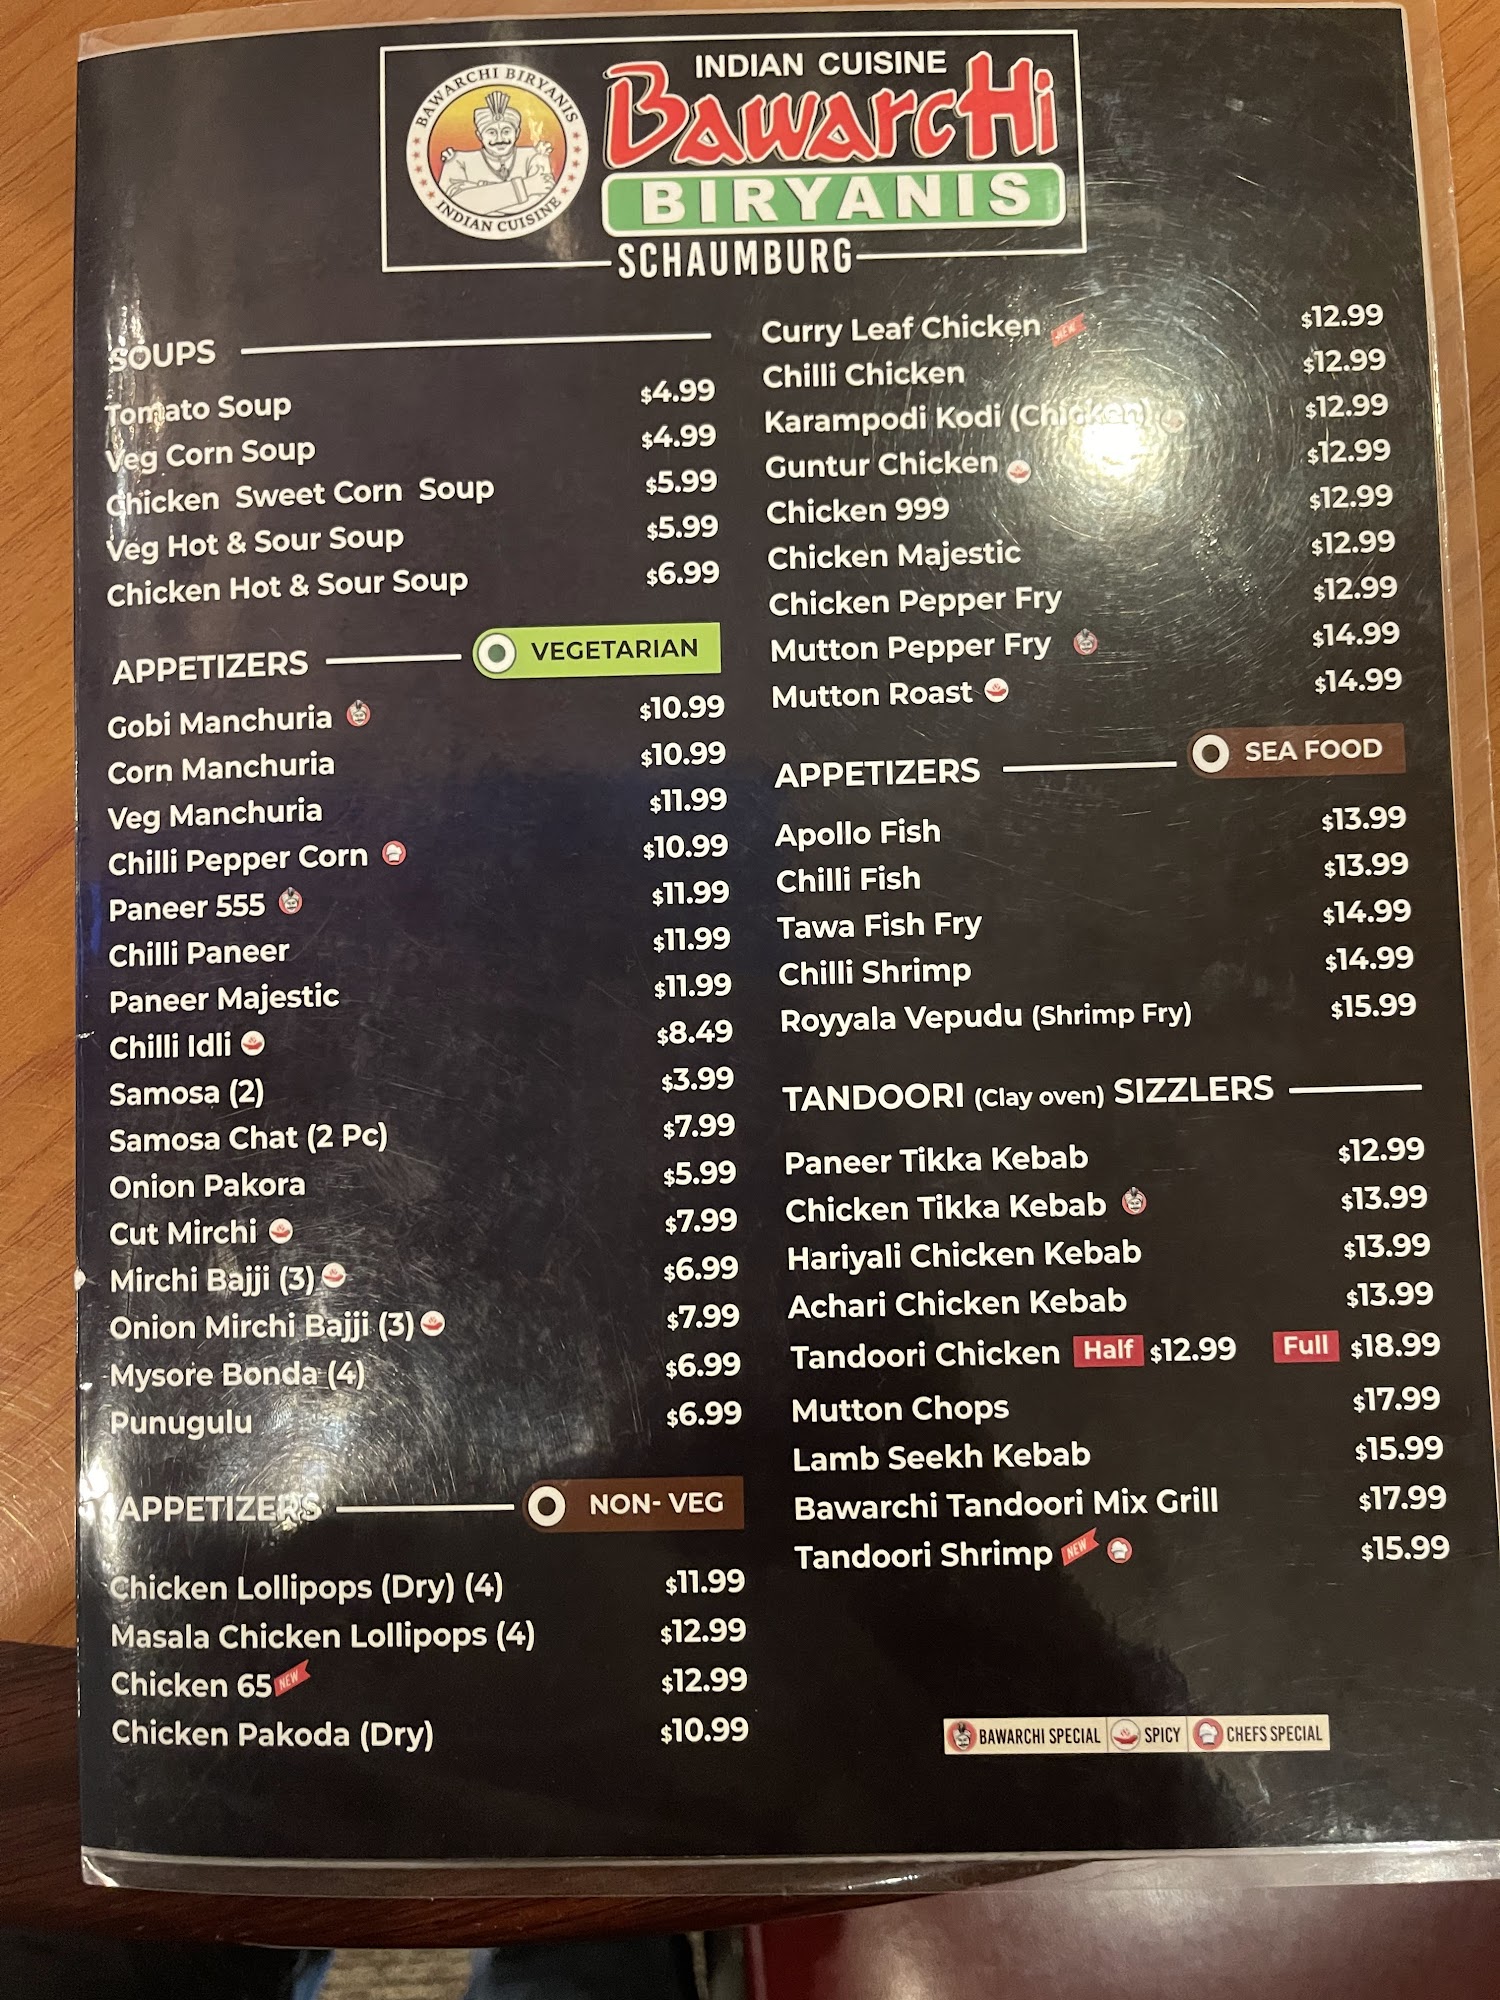 BAWARCHI BIRYANIS
INDIAN CUISINE
INDIAN CUISINE
BAWARCHI
BIRYANIS
SCHAUMBURG
SOUPS
Tomato Soup $4.99
Veg Corn Soup $4.99
Chicken Sweet Corn Soup $5.99
Veg Hot & Sour Soup $5.99
Chicken Hot & Sour Soup $6.99
APPETIZERS VEGETARIAN
Gobi Manchuria $10.99
Corn Manchuria $10.99
Veg Manchuria $11.99
Chilli Pepper Corn $10.99
Paneer 555 $11.99
Chilli Paneer $11.99
Paneer Majestic $11.99
Chilli Idli $8.49
Samosa (2) $3.99
Samosa Chat (2 Pc) $7.99
Onion Pakora $5.99
Cut Mirchi $7.99
Mirchi Bajji (3) $6.99
Onion Mirchi Bajji (3) $7.99
Mysore Bonda (4) $6.99
Punugulu $6.99
APPETIZERS NON- VEG
Chicken Lollipops (Dry) (4) $11.99
Masala Chicken Lollipops (4) $12.99
Chicken 65 NEW $12.99
Chicken Pakoda (Dry) $10.99
Curry Leaf Chicken NEW $12.99
Chilli Chicken $12.99
Karampodi Kodi (Chicken) $12.99
Guntur Chicken $12.99
Chicken 999 $12.99
Chicken Majestic $12.99
Chicken Pepper Fry $12.99
Mutton Pepper Fry $14.99
Mutton Roast $14.99
APPETIZERS SEA FOOD
Apollo Fish $13.99
Chilli Fish $13.99
Tawa Fish Fry $14.99
Chilli Shrimp $14.99
Royyala Vepudu (Shrimp Fry) $15.99
TANDOORI (Clay oven) SIZZLERS
Paneer Tikka Kebab $12.99
Chicken Tikka Kebab $13.99
Hariyali Chicken Kebab $13.99
Achari Chicken Kebab $13.99
Tandoori Chicken Half $12.99 Full $18.99
Mutton Chops $17.99
Lamb Seekh Kebab $15.99
Bawarchi Tandoori Mix Grill $17.99
Tandoori Shrimp NEW $15.99
BAWARCHI SPECIAL SPICY CHEFS SPECIAL